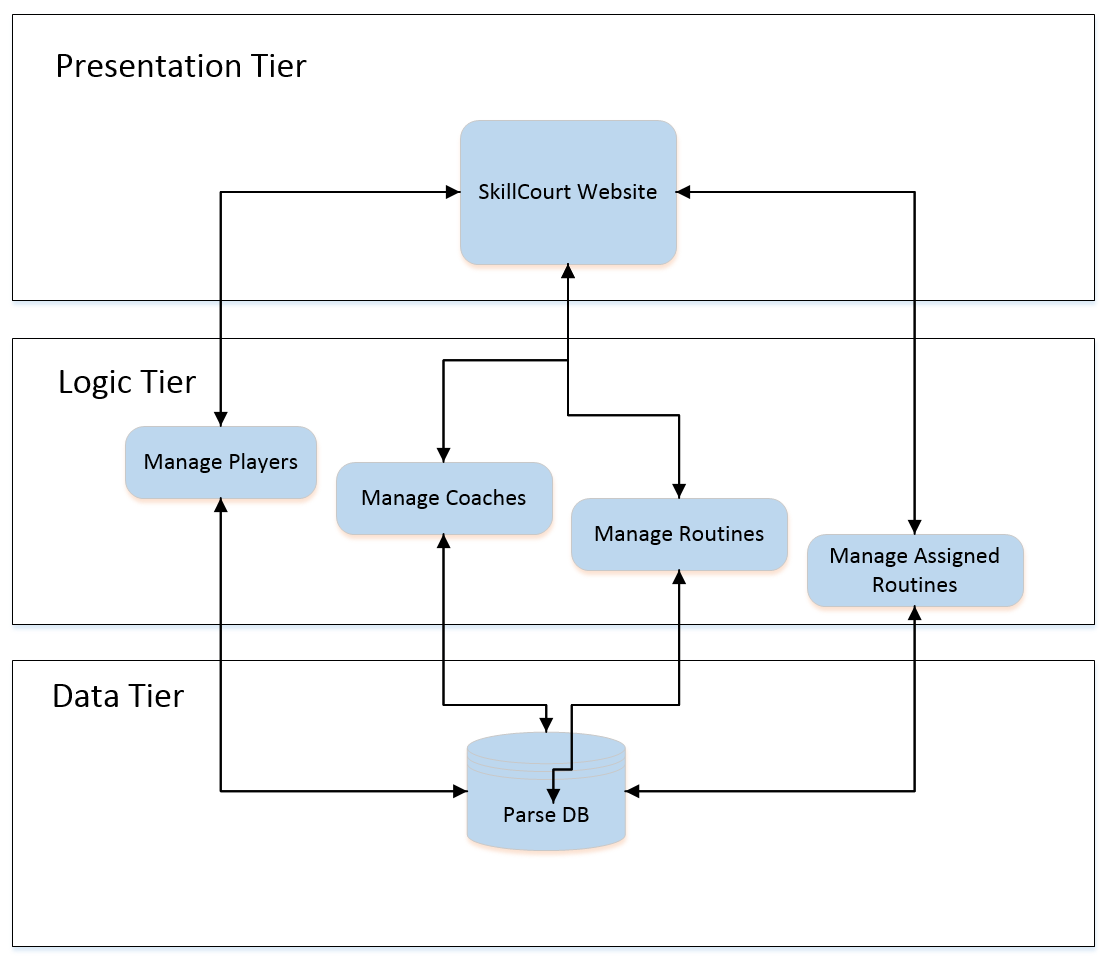 Presentation Tier
SkillCourt Website
Logic Tier
Manage Players
Manage Coaches
Manage Routines
Manage Assigned
Routines
Data Tier
Parse DB